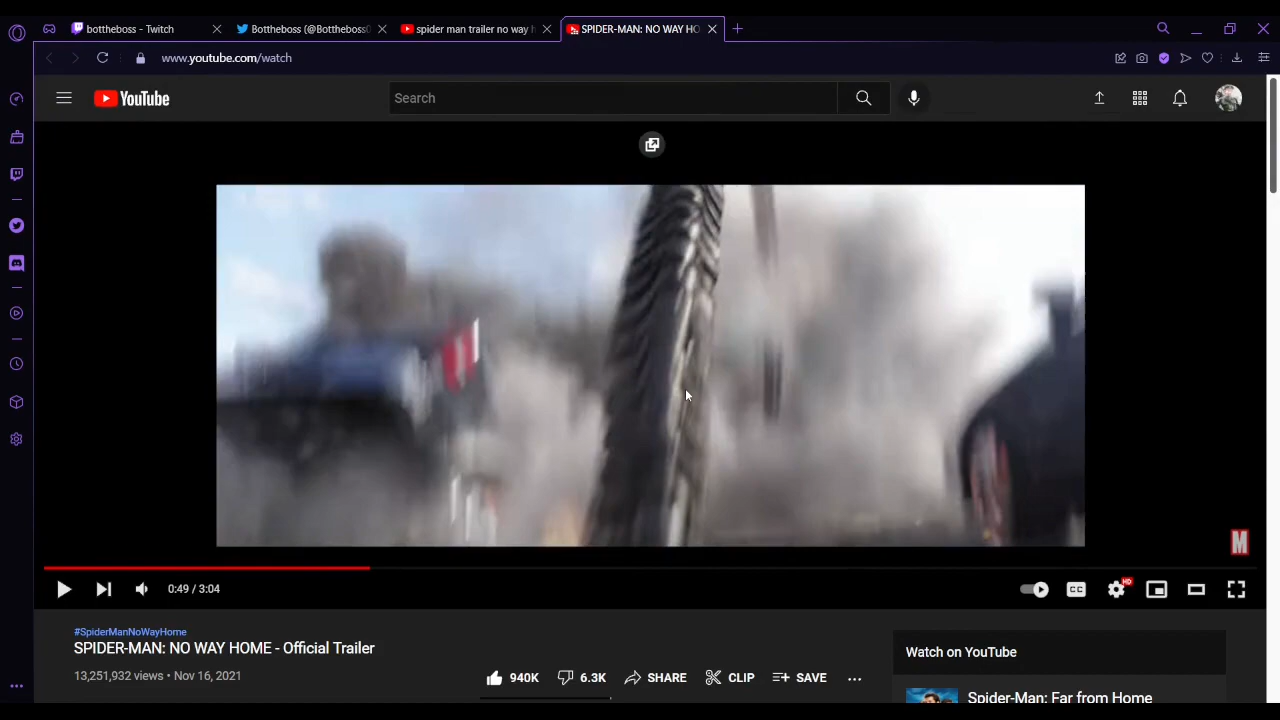 bottheboss - Twitch
Bottheboss (@Bottheboss
spider man trailer no way h
SPIDER-MAN: NO WAY HO
www.youtube.com/watch
YouTube
Search
M
0:49 / 3:04
CC
HD
#SpiderManNoWayHome
SPIDER-MAN: NO WAY HOME - Official Trailer
13,251,932 views • Nov 16, 2021
940K
6.3K
SHARE
CLIP
SAVE
Watch on YouTube
Spider-Man: Far from Home